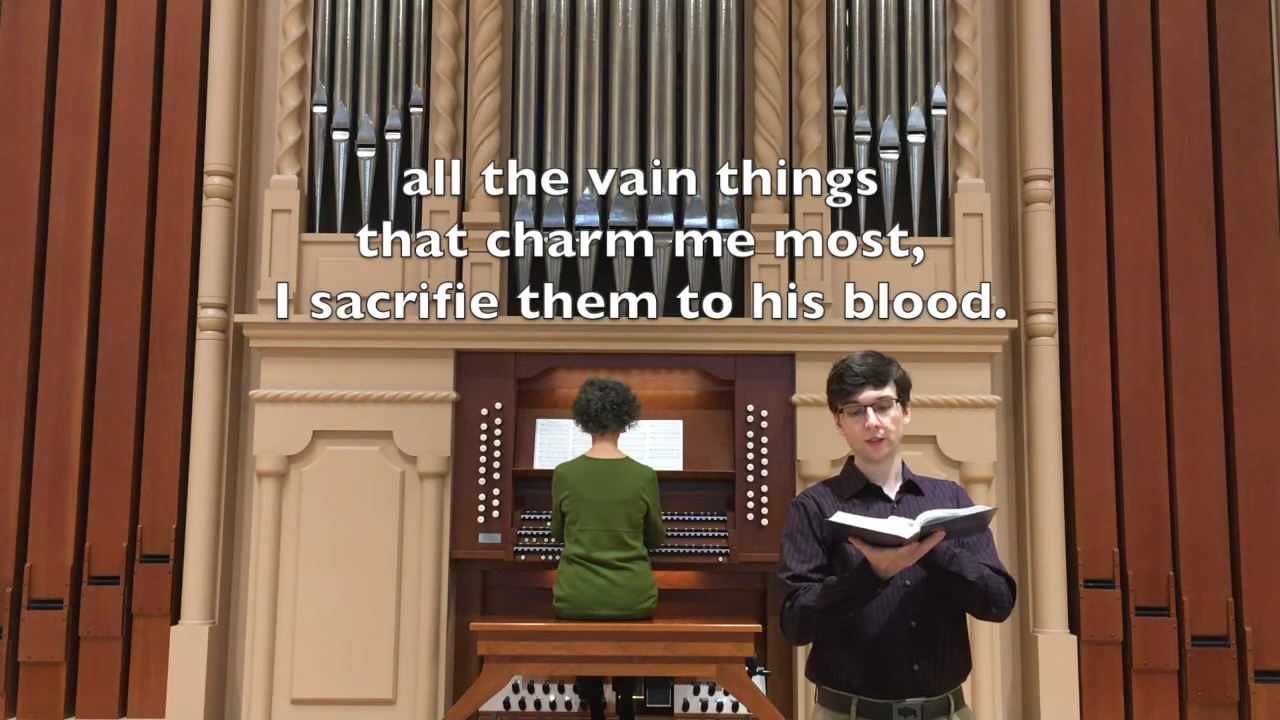 all the vain things
that charm me most,
I sacrifie them to his blood.